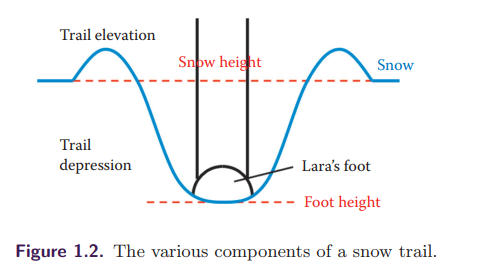 Trail elevation
Snow height
Snow
Trail
depression
Lara's foot
Foot height
Figure 1.2. The various components of a snow trail.